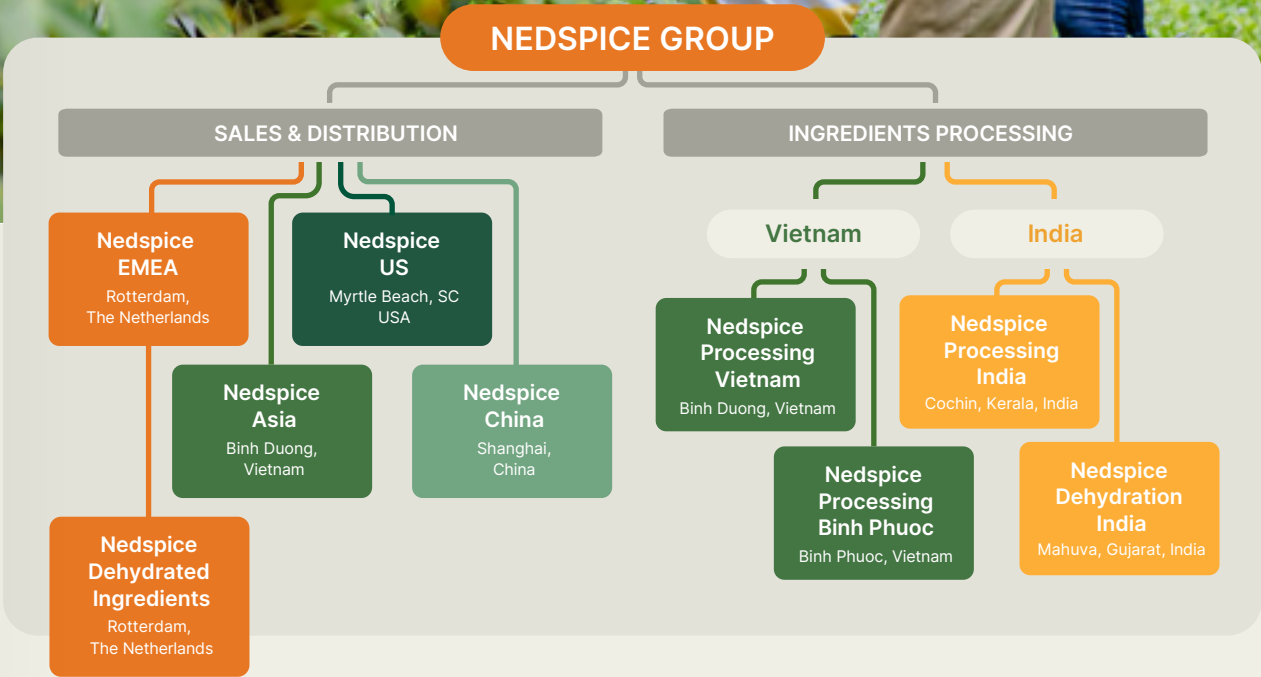 NEDSPICE GROUP
SALES & DISTRIBUTION
Nedspice
EMEA
Rotterdam,
The Netherlands
Nedspice
US
Myrtle Beach, SC
USA
Nedspice
Asia
Binh Duong,
Vietnam
Nedspice
China
Shanghai,
China
Nedspice
Dehydrated
Ingredients
Rotterdam,
The Netherlands
INGREDIENTS PROCESSING
Vietnam
Nedspice
Processing
Vietnam
Binh Duong, Vietnam
Nedspice
Processing
Binh Phuoc
Binh Phuoc, Vietnam
India
Nedspice
Processing
India
Cochin, Kerala, India
Nedspice
Dehydration
India
Mahuva, Gujarat, India